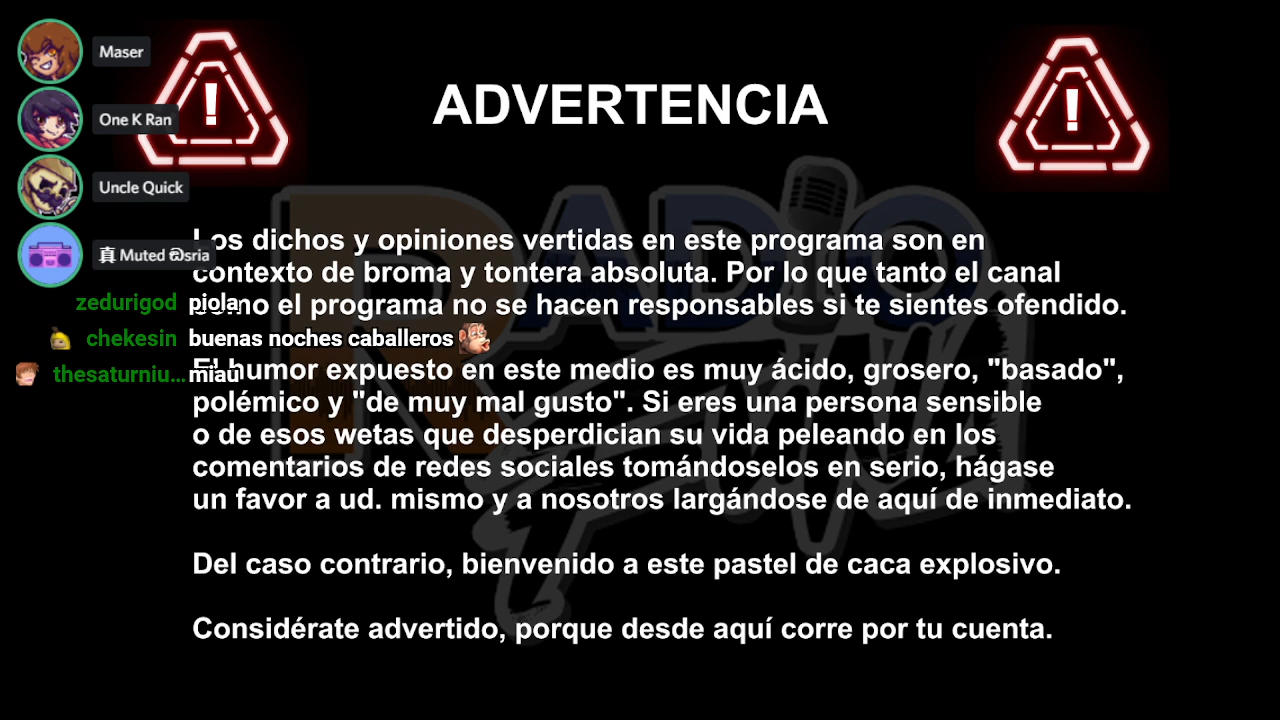 Maser
One K Ran
Uncle Quick
真 Muted @sria
ADVERTENCIA
Los dichos y opiniones vertidas en este programa son en
contexto de broma y tontera absoluta. Por lo que tanto el canal
no el programa no se hacen responsables si te sientes ofendido.
zedurigod piola
chekesin buenas noches caballeros
thesaturniu... miau
El humor expuesto en este medio es muy ácido, grosero, "basado",
polémico y "de muy mal gusto". Si eres una persona sensible
o de esos wetas que desperdician su vida peleando en los
comentarios de redes sociales tomándoselos en serio, hágase
un favor a ud. mismo y a nosotros largándose de aquí de inmediato.
Del caso contrario, bienvenido a este pastel de caca explosivo.
Considérate advertido, porque desde aquí corre por tu cuenta.
RADIO